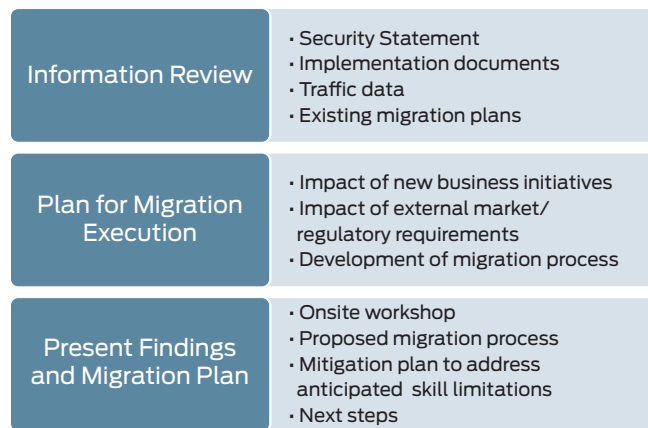 Information Review
· Security Statement
· Implementation documents
· Traffic data
· Existing migration plans
Plan for Migration
Execution
· Impact of new business initiatives
· Impact of external market/
regulatory requirements
· Development of migration process
Present Findings
and Migration Plan
· Onsite workshop
· Proposed migration process
· Mitigation plan to address
anticipated skill limitations
· Next steps